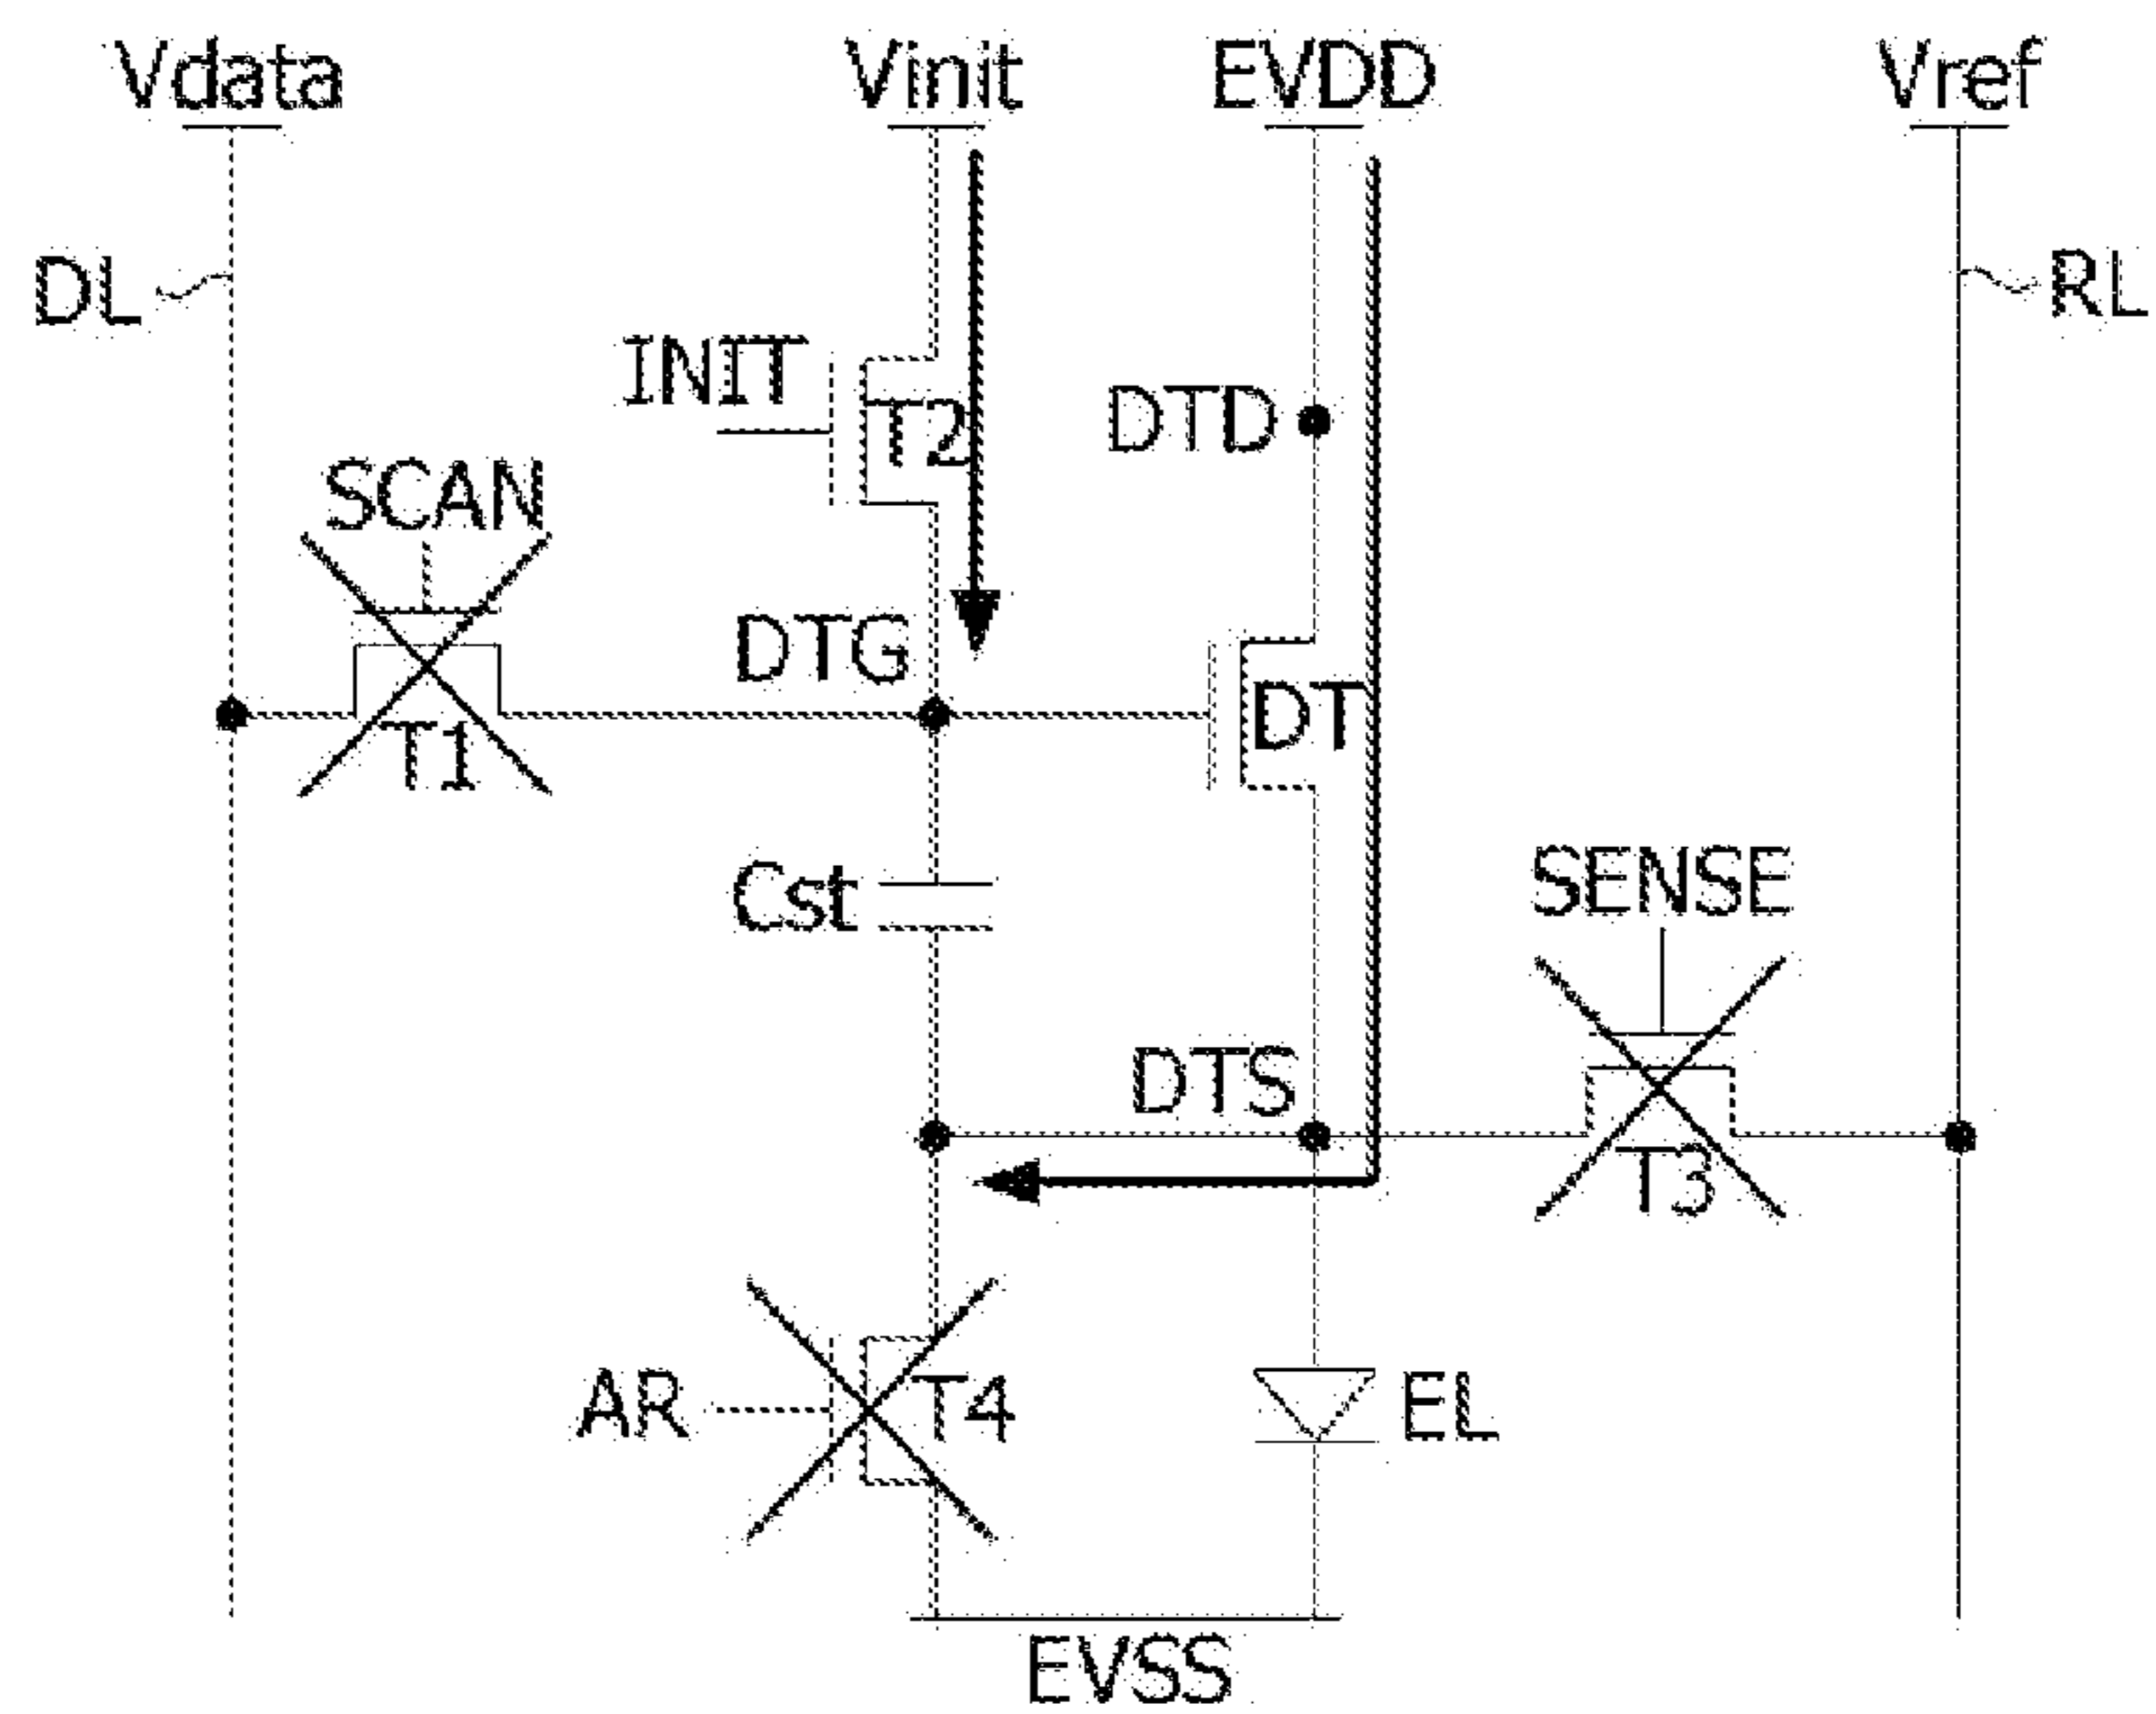 Vdata
Vinit
EVDD
Vref
DL
RL
INIT
T2
DTD
SCAN
DTG
T1
DT
Cst
SENSE
DTS
T3
AR
T4
EL
EVSS